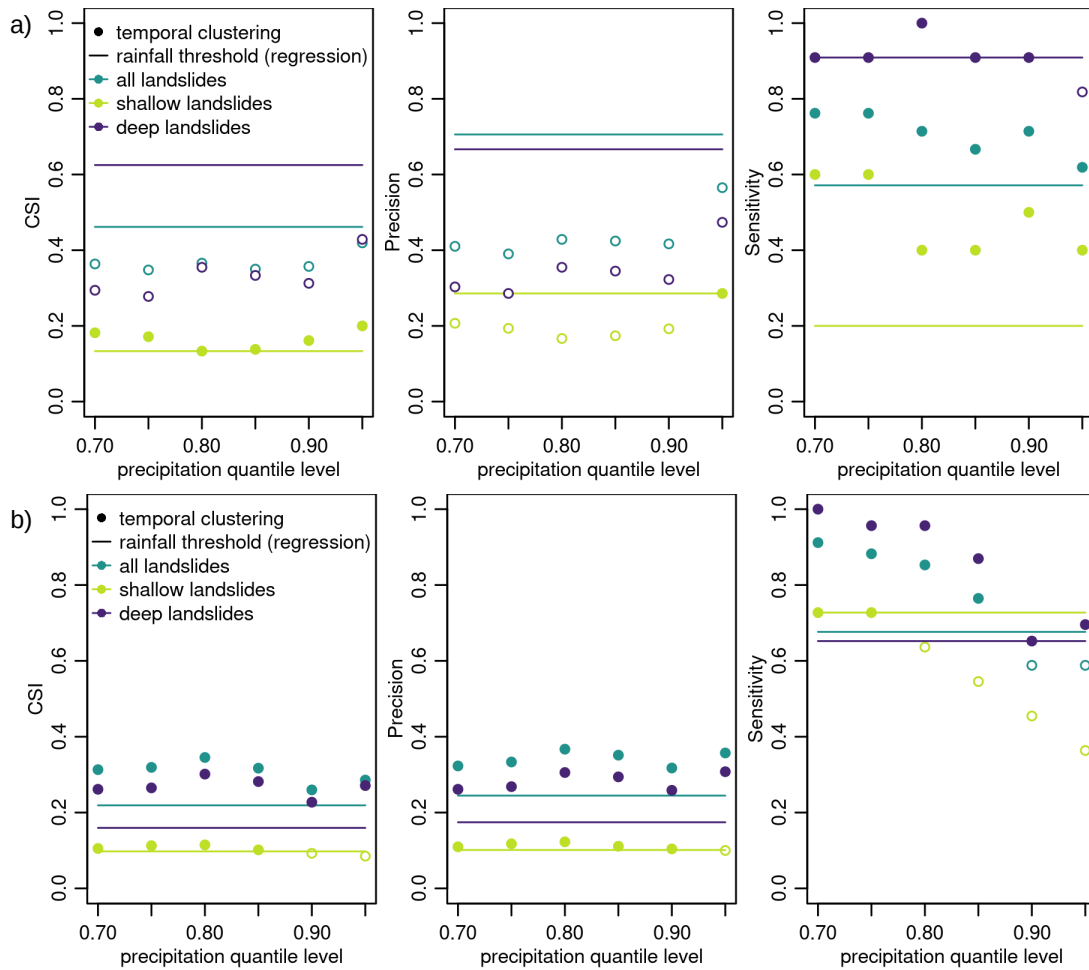 a)
temporal clustering
rainfall threshold (regression)
all landslides
shallow landslides
deep landslides
CSI
0.0 0.2 0.4 0.6 0.8 1.0
0.70 0.80 0.90
precipitation quantile level
Precision
0.0 0.2 0.4 0.6 0.8 1.0
0.70 0.80 0.90
precipitation quantile level
Sensitivity
0.0 0.2 0.4 0.6 0.8 1.0
0.70 0.80 0.90
precipitation quantile level
b)
temporal clustering
rainfall threshold (regression)
all landslides
shallow landslides
deep landslides
CSI
0.0 0.2 0.4 0.6 0.8 1.0
0.70 0.80 0.90
precipitation quantile level
Precision
0.0 0.2 0.4 0.6 0.8 1.0
0.70 0.80 0.90
precipitation quantile level
Sensitivity
0.0 0.2 0.4 0.6 0.8 1.0
0.70 0.80 0.90
precipitation quantile level